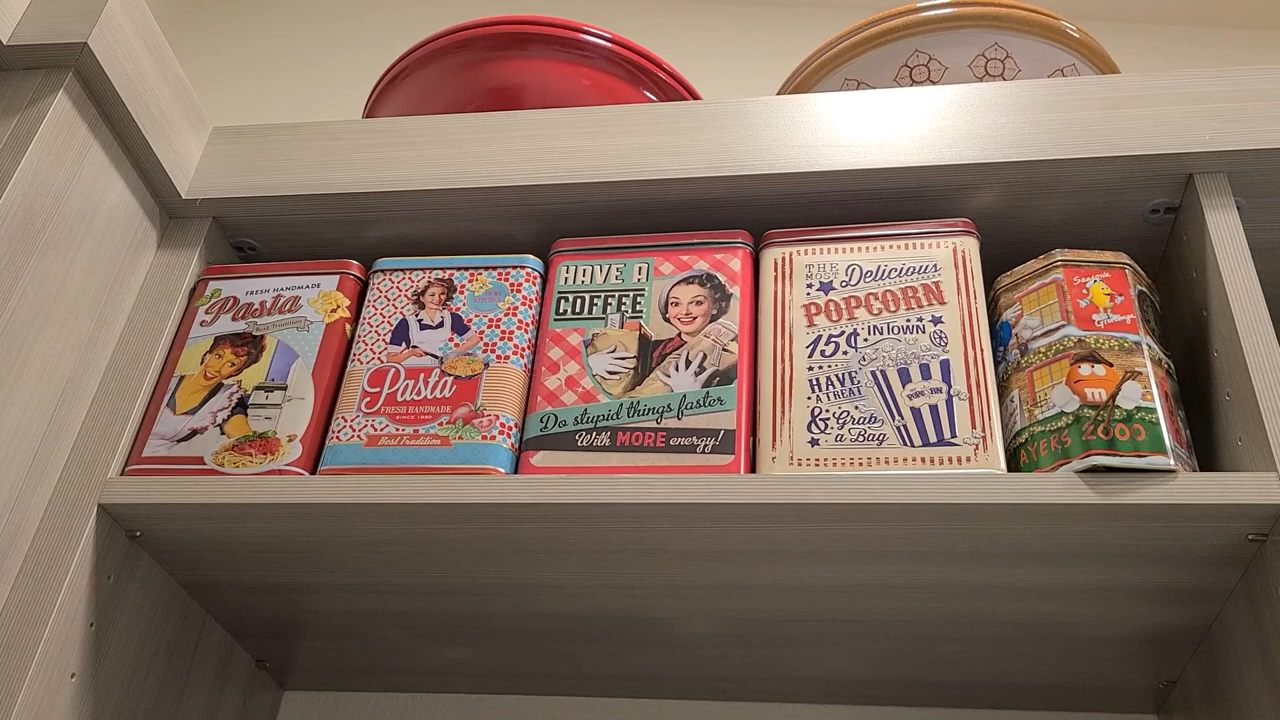 FRESH HANDMADE
Pasta
Best Tradition
Pasta
FRESH HANDMADE
SINCE 1950
Best Tradition
HAVE A
COFFEE
Do stupid things faster
With MORE energy!
THE MOST Delicious
POPCORN
15¢ IN TOWN
HAVE
A TREAT
& Grab
a Bag
POPCORN
Season's
Greetings
m
AYERS 2000